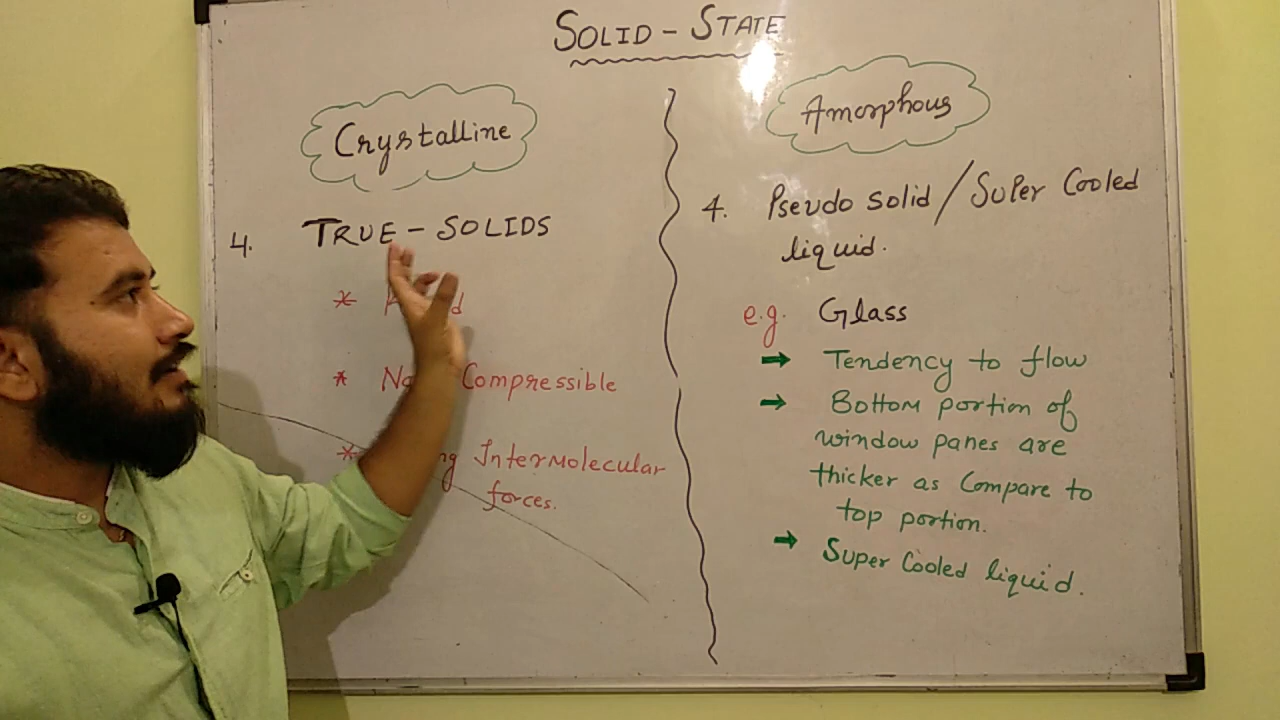 SOLID - STATE
Crystalline
4. TRUE - SOLIDS
*
* Compressible
* Intermolecular
forces.
Amorphous
4. Pseudo solid / Super Cooled
liquid.
e.g. Glass
➡ Tendency to flow
➡ Bottom portion of
window panes are
thicker as Compare to
top portion.
➡ Super Cooled liquid.